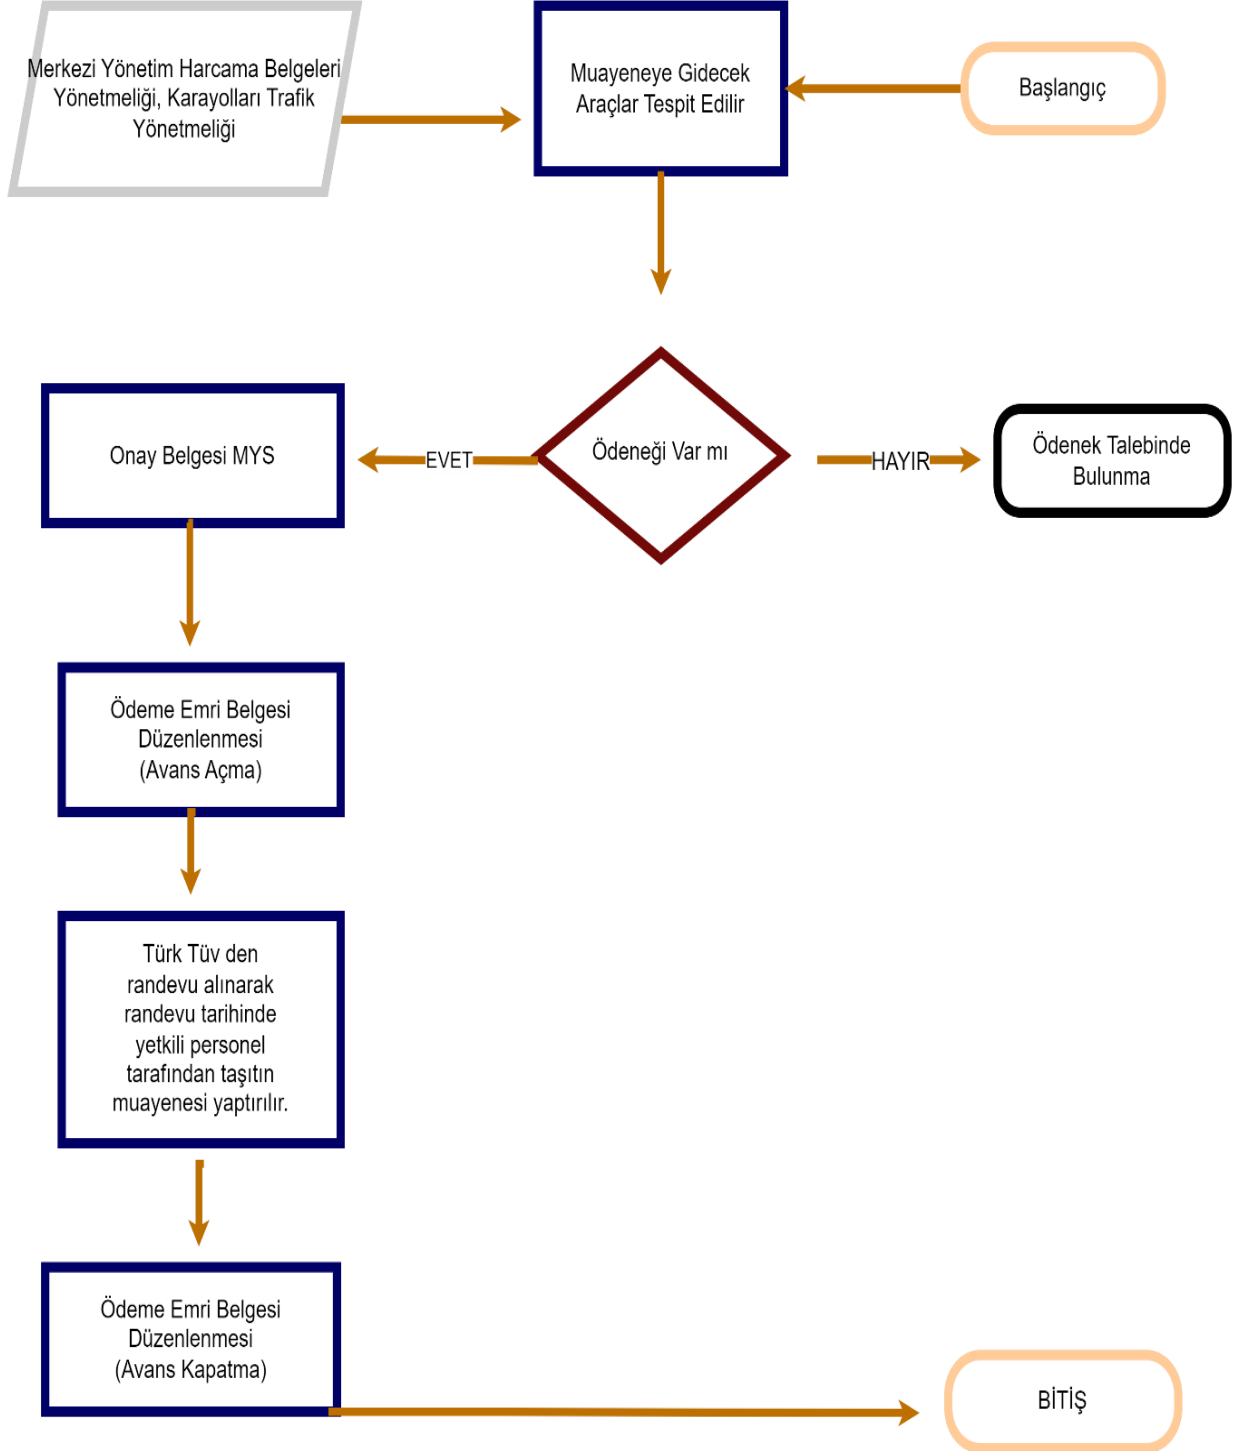 Merkezi Yönetim Harcama Belgeleri
Yönetmeliği, Karayolları Trafik
Yönetmeliği
Muayeneye Gidecek
Araçlar Tespit Edilir
Başlangıç
Onay Belgesi MYS
EVET
Ödeneği Var mı
HAYIR
Ödenek Talebinde
Bulunma
Ödeme Emri Belgesi
Düzenlenmesi
(Avans Açma)
Türk Tüv den
randevu alınarak
randevu tarihinde
yetkili personel
tarafından taşıtın
muayenesi yaptırılır.
Ödeme Emri Belgesi
Düzenlenmesi
(Avans Kapatma)
BİTİŞ